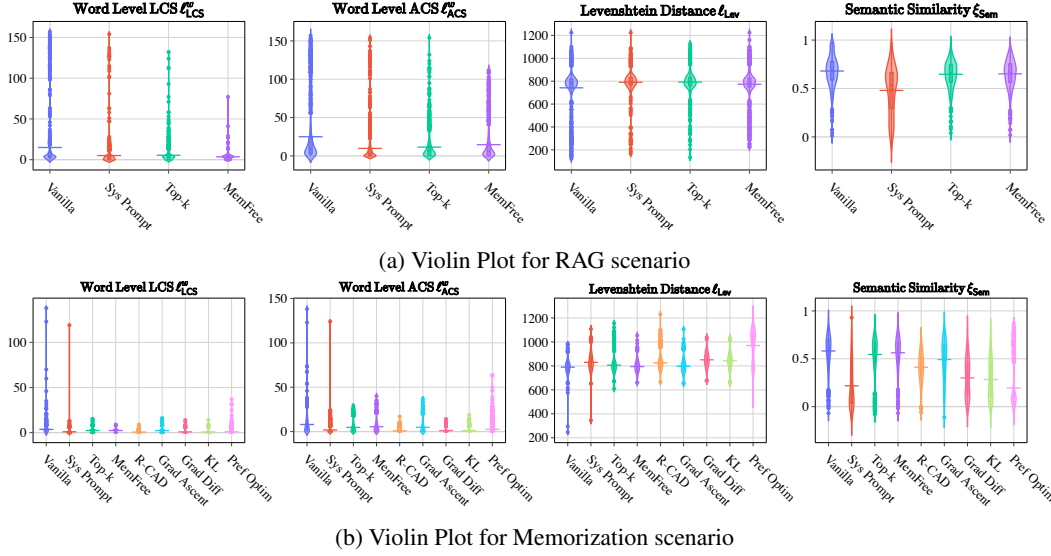 Word Level LCS ℓ^w_LCS
Word Level ACS ℓ^w_ACS
Levenshtein Distance ℓ_Lev
Semantic Similarity ξ_Sem
150
100
50
0
Vanilla
Sys Prompt
Top-k
MemFree
150
100
50
0
Vanilla
Sys Prompt
Top-k
MemFree
1200
1000
800
600
400
200
Vanilla
Sys Prompt
Top-k
MemFree
1
0.5
0
Vanilla
Sys Prompt
Top-k
MemFree
(a) Violin Plot for RAG scenario
Word Level LCS ℓ^w_LCS
Word Level ACS ℓ^w_ACS
Levenshtein Distance ℓ_Lev
Semantic Similarity ξ_Sem
100
50
0
Vanilla
Sys Prompt
Top-k
MemFree
R-CAD
Grad Ascent
Grad Diff
KL
Pref Optim
150
100
50
0
Vanilla
Sys Prompt
Top-k
MemFree
R-CAD
Grad Ascent
Grad Diff
KL
Pref Optim
1200
1000
800
600
400
200
Vanilla
Sys Prompt
Top-k
MemFree
R-CAD
Grad Ascent
Grad Diff
KL
Pref Optim
1
0.5
0
Vanilla
Sys Prompt
Top-k
MemFree
R-CAD
Grad Ascent
Grad Diff
KL
Pref Optim
(b) Violin Plot for Memorization scenario